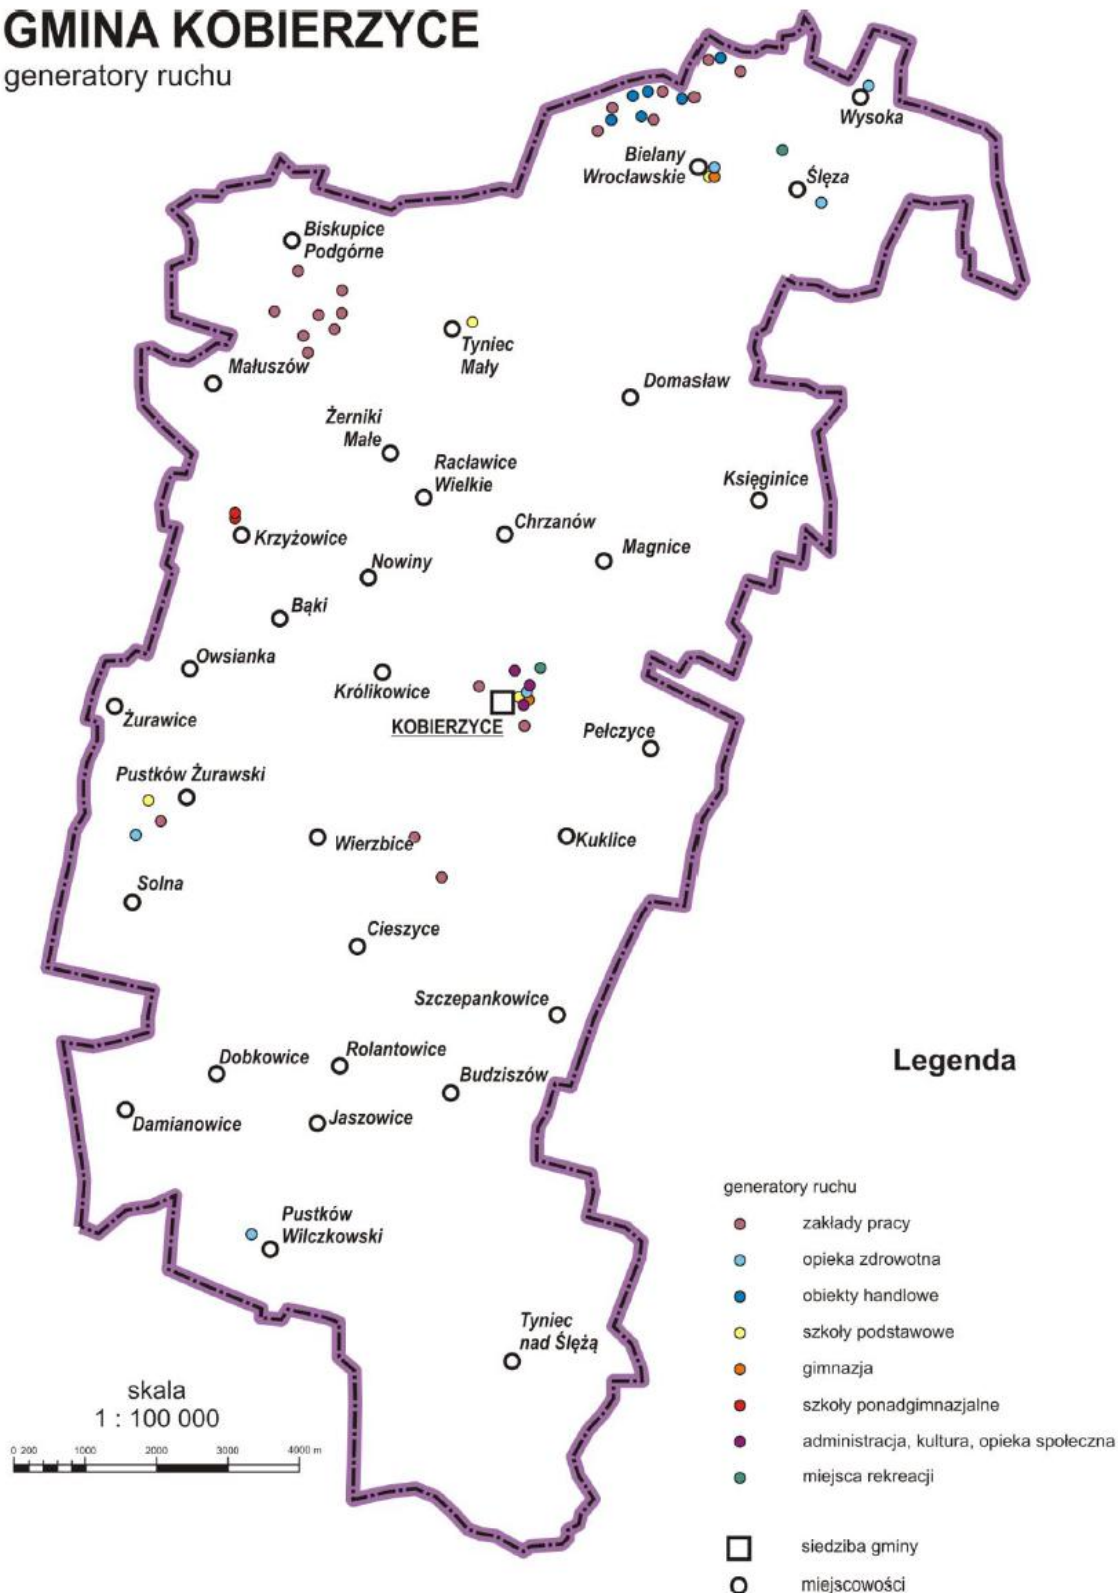 GMINA KOBIERZYCE
generatory ruchu
Wysoka
Bielany
Wrocławskie
Ślęza
Biskupice
Podgórne
Tyniec
Mały
Małuszów
Domasław
Żerniki
Małe
Racławice
Wielkie
Księginice
Chrzanów
Krzyżowice
Magnice
Nowiny
Bąki
Owsianka
Królikowice
Żurawice
KOBIERZYCE
Pełczyce
Pustków Żurawski
Wierzbice
Kuklice
Solna
Cieszyce
Szczepankowice
Dobkowice
Rolantowice
Budziszów
Damianowice
Jaszowice
Pustków
Wilczkowski
Tyniec
nad Ślężą
skala
1 : 100 000
0 200 1000 2000 3000 4000 m
Legenda
generatory ruchu
zakłady pracy
opieka zdrowotna
obiekty handlowe
szkoły podstawowe
gimnazja
szkoły ponadgimnazjalne
administracja, kultura, opieka społeczna
miejsca rekreacji
siedziba gminy
miejscowości